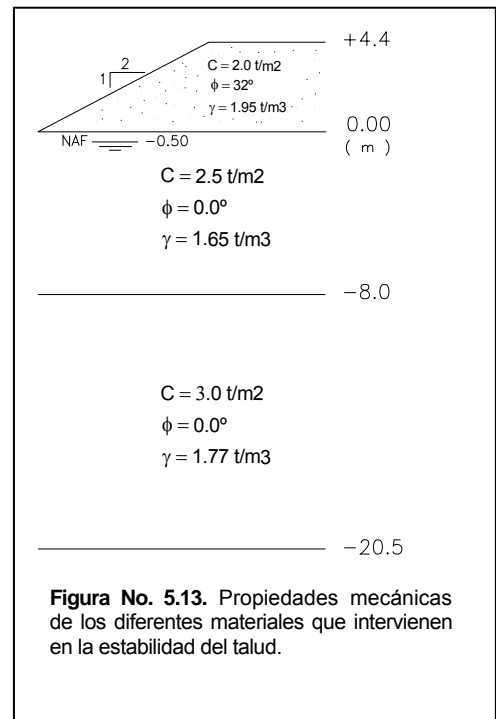 +4.4
2
1
C = 2.0 t/m2
ϕ = 32º
γ = 1.95 t/m3
0.00
( m )
NAF −0.50
C = 2.5 t/m2
ϕ = 0.0º
γ = 1.65 t/m3
−8.0
C = 3.0 t/m2
ϕ = 0.0º
γ = 1.77 t/m3
−20.5
Figura No. 5.13. Propiedades mecánicas
de los diferentes materiales que intervienen
en la estabilidad del talud.